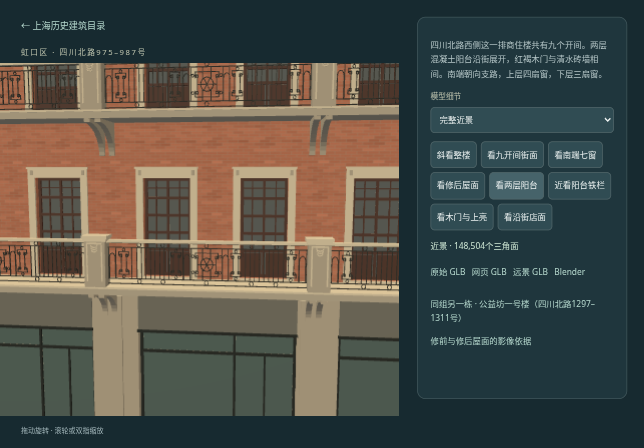 ← 上海历史建筑目录
虹口区 · 四川北路975–987号
四川北路西侧这一排商住楼共有九个开间。两层
混凝土阳台沿街展开，红褐木门与清水砖墙相
间。南端朝向支路，上层四扇窗，下层三扇窗。
模型细节
完整近景
斜看整楼 看九开间街面 看南端七窗
看修后屋面 看两层阳台 近看阳台铁栏
看木门与上亮 看沿街店面
近景 · 148,504个三角面
原始 GLB 网页 GLB 远景 GLB Blender
同组另一栋 · 公益坊一号楼（四川北路1297–
1311号）
修前与修后屋面的影像依据
拖动旋转 · 滚轮或双指缩放